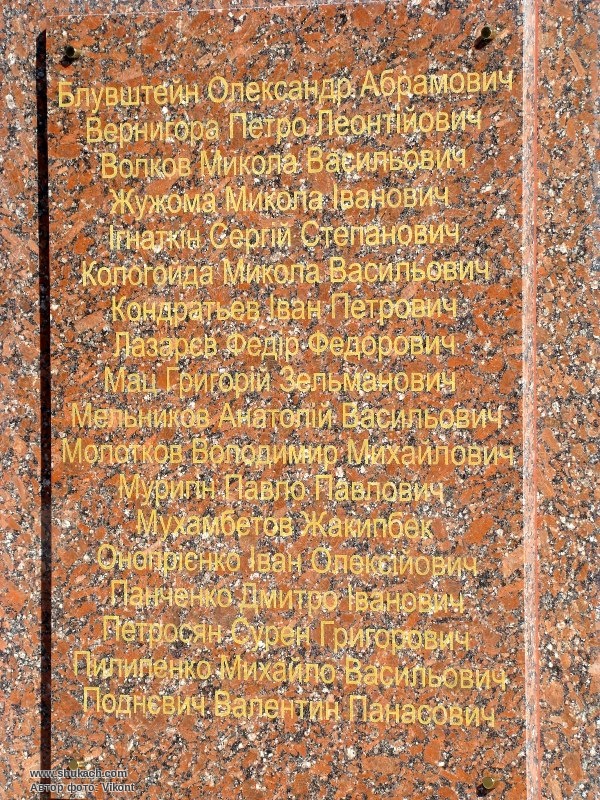 Блувштейн Олександр Абрамович
Вернигора Петро Леонтійович
Волков Микола Васильович
Жужома Микола Іванович
Ігнаткін Сергій Степанович
Кологойда Микола Васильович
Кондратьєв Іван Петрович
Лазарєв Федір Федорович
Мац Григорій Зельманович
Мельников Анатолій Васильович
Молотков Володимир Михайлович
Муригін Павло Павлович
Мухамбетов Жакипбек
Онопрієнко Іван Олексійович
Панченко Дмитро Іванович
Петросян Сурен Григорович
Пилипенко Михайло Васильович
Поднєвич Валентин Панасович
www.shukach.com
Автор фото: Vikont